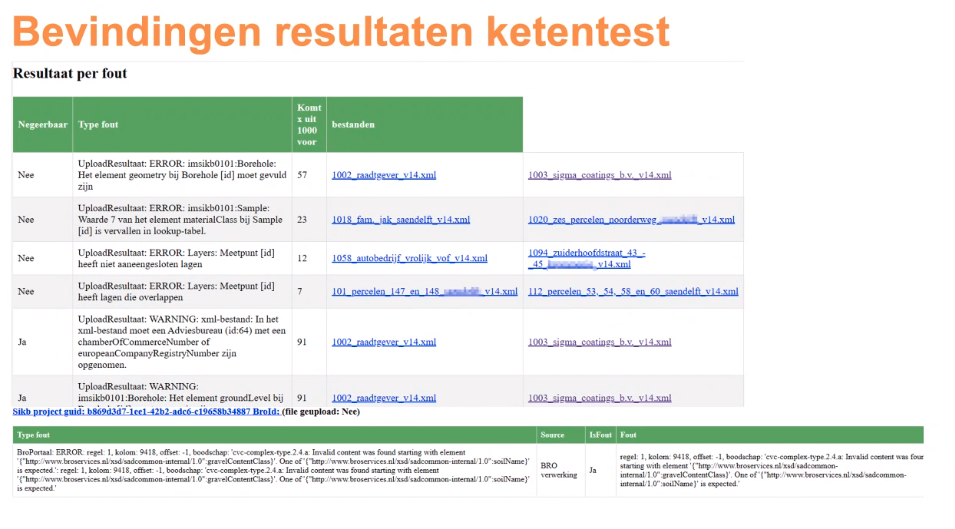 Bevindingen resultaten ketentest
Resultaat per fout
Negeerbaar Type fout Komt x uit 1000 voor bestanden
Nee UploadResultaat: ERROR: imsikb0101:Borehole: Het element geometry bij Borehole [id] moet gevuld zijn 57 1002_raadtgever_v14.xml 1003_sigma_coatings_b.v._v14.xml
Nee UploadResultaat: ERROR: imsikb0101:Sample: Waarde 7 van het element materialClass bij Sample [id] is vervallen in lookup-tabel. 23 1018_fam._jak_saendelft_v14.xml 1020_zes_percelen_noorderweg_ _v14.xml
Nee UploadResultaat: ERROR: Layers: Meetpunt [id] heeft niet aaneengesloten lagen 12 1058_autobedrijf_vrolijk_vof_v14.xml 1094_zuiderhoofdstraat_43_-_45_ _v14.xml
Nee UploadResultaat: ERROR: Layers: Meetpunt [id] heeft lagen die overlappen 7 101_percelen_147_en_148_ _v14.xml 112_percelen_53,_54,_58_en_60_saendelft_v14.xml
Ja UploadResultaat: WARNING: xml-bestand: In het xml-bestand moet een Adviesbureau (id:64) met een chamberOfCommerceNumber of europeanCompanyRegistryNumber zijn opgenomen. 91 1002_raadtgever_v14.xml 1003_sigma_coatings_b.v._v14.xml
Ja UploadResultaat: WARNING: imsikb0101:Borehole: Het element groundLevel bij 91 1002_raadtgever_v14.xml 1003_sigma_coatings_b.v._v14.xml
Sikb project guid: b869d3d7-1ee1-42b2-adc6-c19658b34887 BroId: (file geupload: Nee)
Type fout Source IsFout Fout
BroPortaal: ERROR: regel: 1, kolom: 9418, offset: -1, boodschap: 'cvc-complex-type.2.4.a: Invalid content was found starting with element '{"http://www.broservices.nl/xsd/sadcommon-internal/1.0":gravelContentClass}'. One of '{"http://www.broservices.nl/xsd/sadcommon-internal/1.0":soilName}' is expected.': regel: 1, kolom: 9418, offset: -1, boodschap: 'cvc-complex-type.2.4.a: Invalid content was found starting with element '{"http://www.broservices.nl/xsd/sadcommon-internal/1.0":gravelContentClass}'. One of '{"http://www.broservices.nl/xsd/sadcommon-internal/1.0":soilName}' is expected.' BRO verwerking Ja regel: 1, kolom: 9418, offset: -1, boodschap: 'cvc-complex-type.2.4.a: Invalid content was four starting with element '{"http://www.broservices.nl/xsd/sadcommon-internal/1.0":gravelContentClass}'. One of '{"http://www.broservices.nl/xsd/sadcommon-internal/1.0":soilName}' is expected.'